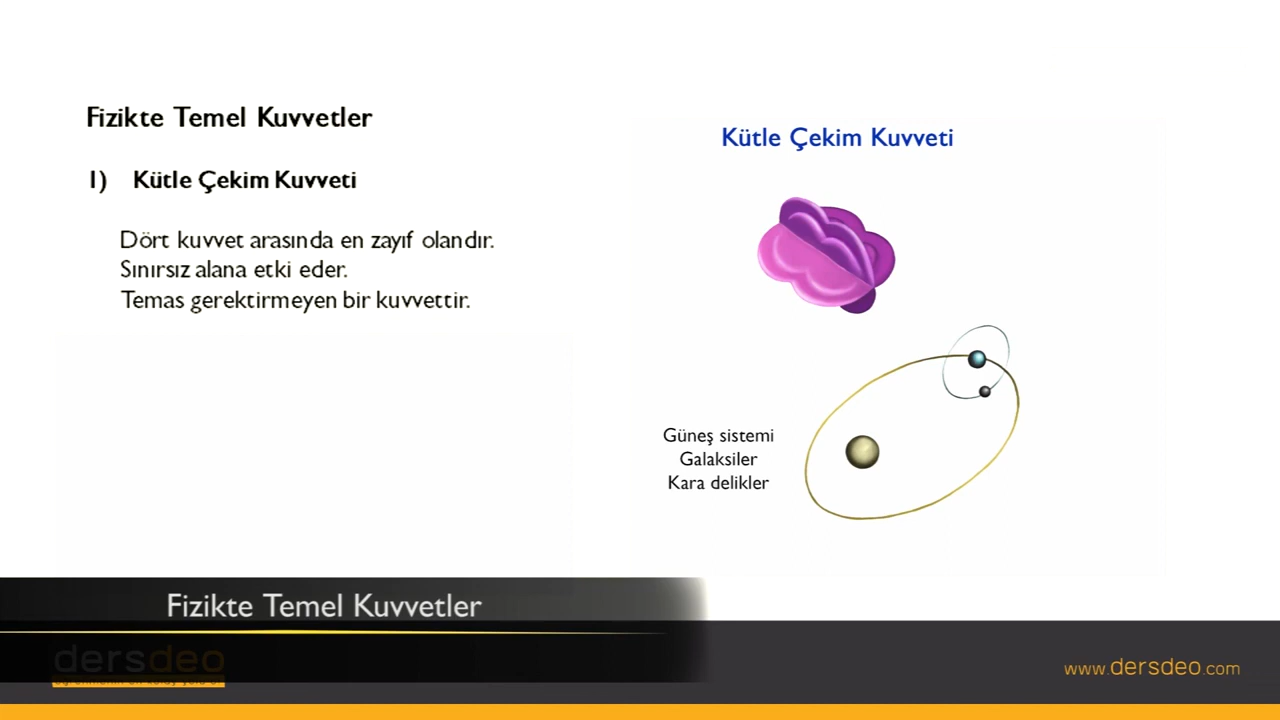 Fizikte Temel Kuvvetler
1) Kütle Çekim Kuvveti
Dört kuvvet arasında en zayıf olandır.
Sınırsız alana etki eder.
Temas gerektirmeyen bir kuvvettir.
Kütle Çekim Kuvveti
Güneş sistemi
Galaksiler
Kara delikler
Fizikte Temel Kuvvetler
dersdeo
www.dersdeo.com